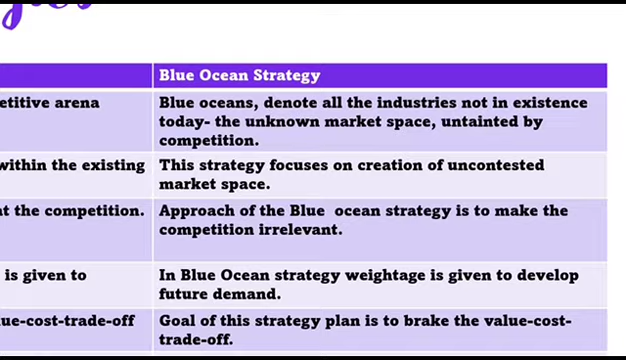 Blue Ocean Strategy
etitive arena
Blue oceans, denote all the industries not in existence
today- the unknown market space, untainted by
competition.
within the existing
This strategy focuses on creation of uncontested
market space.
at the competition.
Approach of the Blue ocean strategy is to make the
competition irrelevant.
is given to
In Blue Ocean strategy weightage is given to develop
future demand.
ue-cost-trade-off
Goal of this strategy plan is to brake the value-cost-
trade-off.